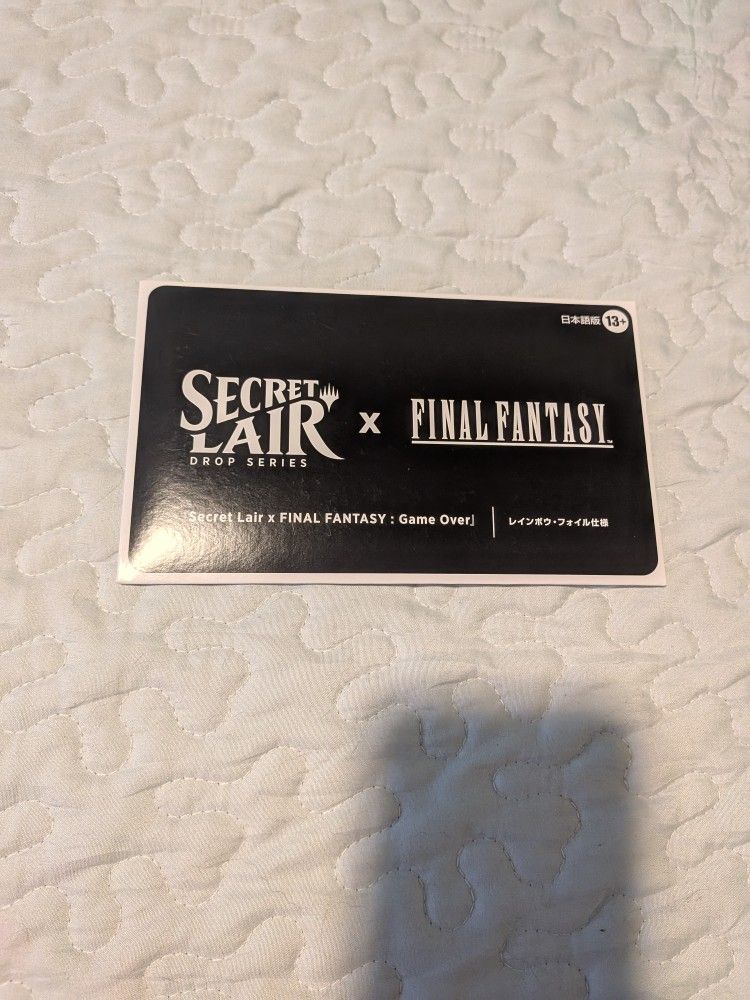 日本語版 13+
SECRET LAIR
DROP SERIES
x
FINAL FANTASY™
『Secret Lair x FINAL FANTASY : Game Over』
レインボウ・フォイル仕様